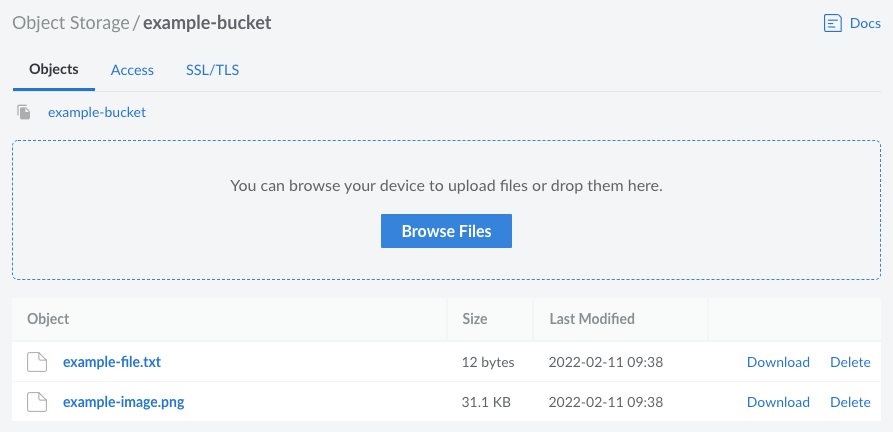 Object Storage / example-bucket Docs
Objects Access SSL/TLS
example-bucket
You can browse your device to upload files or drop them here.
Browse Files
Object Size Last Modified
example-file.txt 12 bytes 2022-02-11 09:38 Download Delete
example-image.png 31.1 KB 2022-02-11 09:38 Download Delete